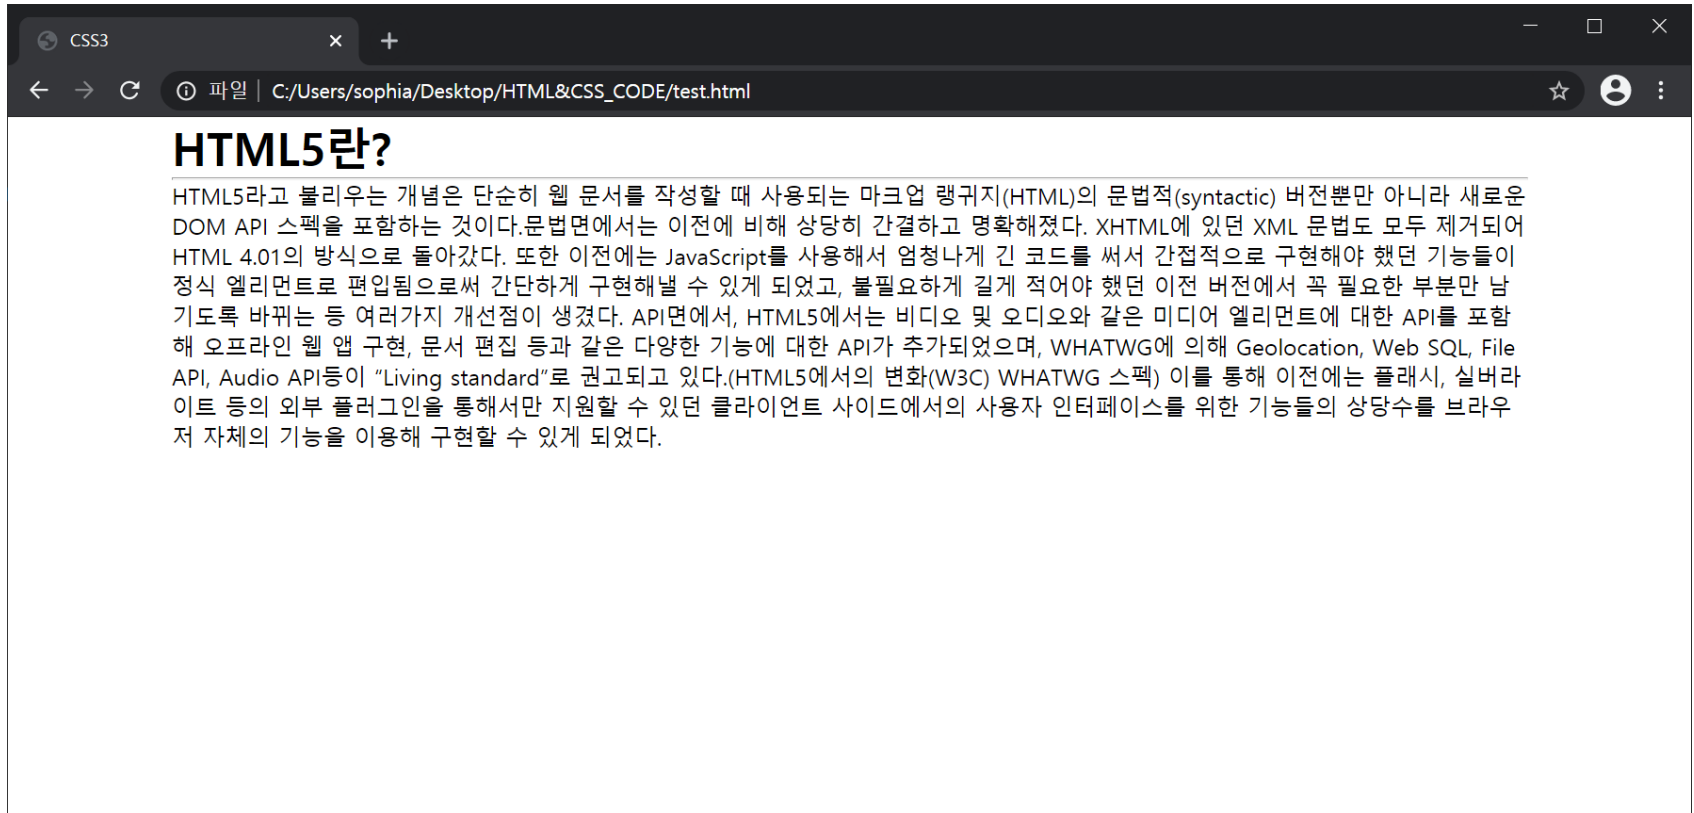 CSS3
파일 | C:/Users/sophia/Desktop/HTML&CSS_CODE/test.html
HTML5란?
HTML5라고 불리우는 개념은 단순히 웹 문서를 작성할 때 사용되는 마크업 랭귀지(HTML)의 문법적(syntactic) 버전뿐만 아니라 새로운
DOM API 스펙을 포함하는 것이다.문법면에서는 이전에 비해 상당히 간결하고 명확해졌다. XHTML에 있던 XML 문법도 모두 제거되어
HTML 4.01의 방식으로 돌아갔다. 또한 이전에는 JavaScript를 사용해서 엄청나게 긴 코드를 써서 간접적으로 구현해야 했던 기능들이
정식 엘리먼트로 편입됨으로써 간단하게 구현해낼 수 있게 되었고, 불필요하게 길게 적어야 했던 이전 버전에서 꼭 필요한 부분만 남
기도록 바뀌는 등 여러가지 개선점이 생겼다. API면에서, HTML5에서는 비디오 및 오디오와 같은 미디어 엘리먼트에 대한 API를 포함
해 오프라인 웹 앱 구현, 문서 편집 등과 같은 다양한 기능에 대한 API가 추가되었으며, WHATWG에 의해 Geolocation, Web SQL, File
API, Audio API등이 “Living standard”로 권고되고 있다.(HTML5에서의 변화(W3C) WHATWG 스펙) 이를 통해 이전에는 플래시, 실버라
이트 등의 외부 플러그인을 통해서만 지원할 수 있던 클라이언트 사이드에서의 사용자 인터페이스를 위한 기능들의 상당수를 브라우
저 자체의 기능을 이용해 구현할 수 있게 되었다.